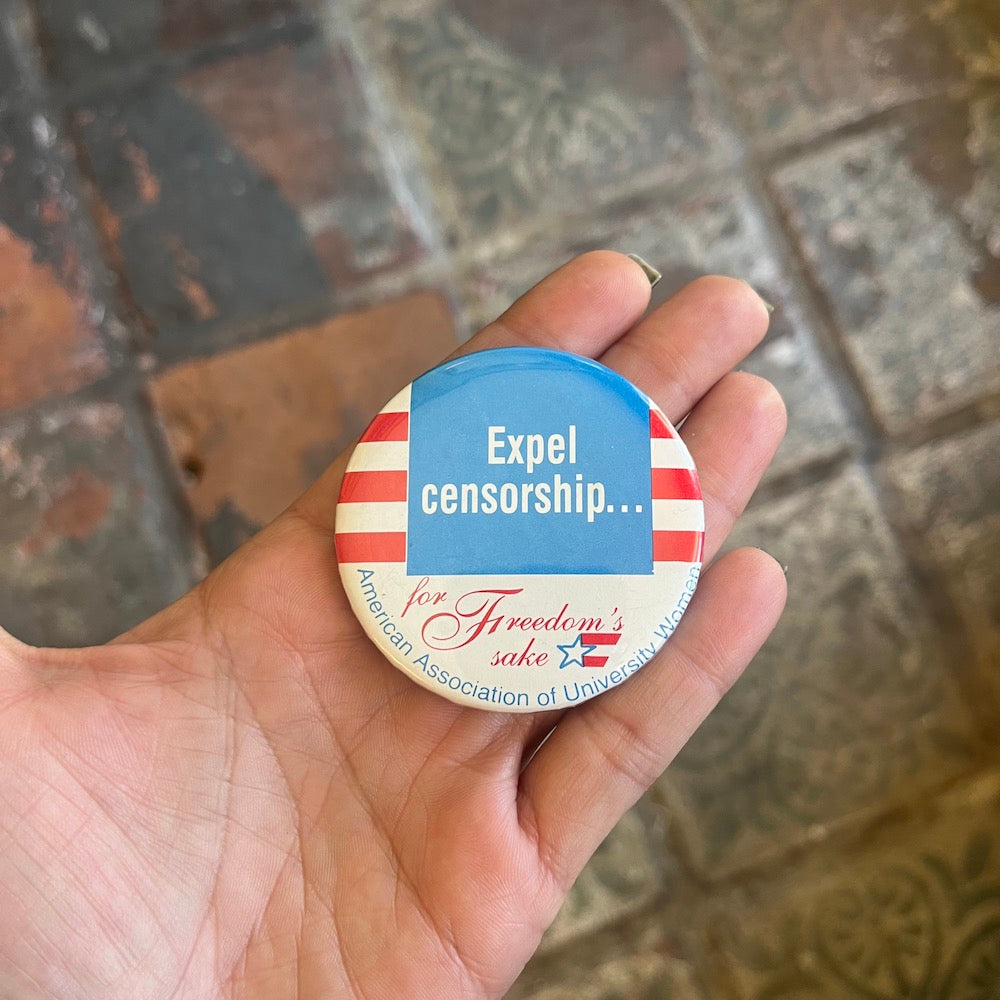 Expel
censorship...
for Freedom's
sake
American Association of University Women